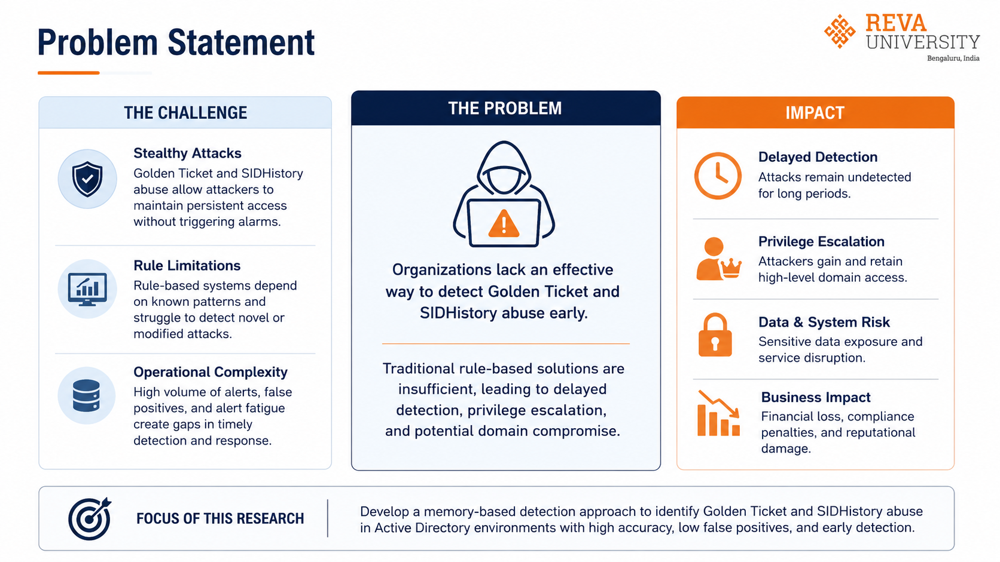 Problem Statement
REVA
UNIVERSITY
Bengaluru, India
THE CHALLENGE
Stealthy Attacks
Golden Ticket and SIDHistory
abuse allow attackers to
maintain persistent access
without triggering alarms.
Rule Limitations
Rule-based systems depend
on known patterns and
struggle to detect novel or
modified attacks.
Operational Complexity
High volume of alerts, false
positives, and alert fatigue
create gaps in timely
detection and response.
THE PROBLEM
Organizations lack an effective
way to detect Golden Ticket and
SIDHistory abuse early.
Traditional rule-based solutions are
insufficient, leading to delayed
detection, privilege escalation,
and potential domain compromise.
IMPACT
Delayed Detection
Attacks remain undetected
for long periods.
Privilege Escalation
Attackers gain and retain
high-level domain access.
Data & System Risk
Sensitive data exposure and
service disruption.
Business Impact
Financial loss, compliance
penalties, and reputational
damage.
FOCUS OF THIS RESEARCH
Develop a memory-based detection approach to identify Golden Ticket and SIDHistory abuse
in Active Directory environments with high accuracy, low false positives, and early detection.